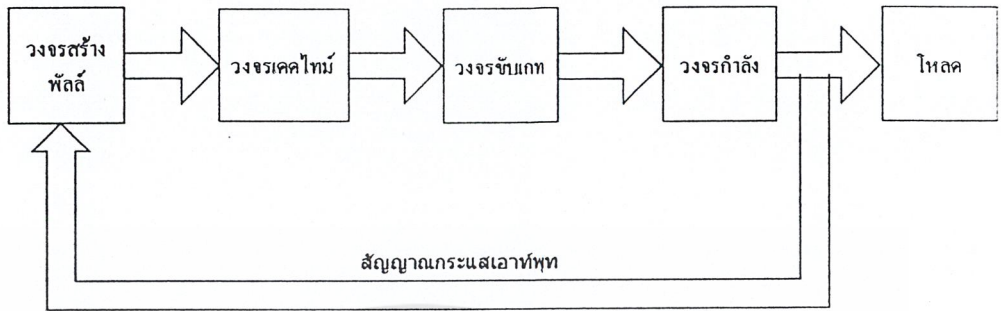 วงจรสร้าง
พัลล์
วงจรเดดไทม์
วงจรขับเกท
วงจรกำลัง
โหลด
สัญญาณกระแสเอาท์พุท